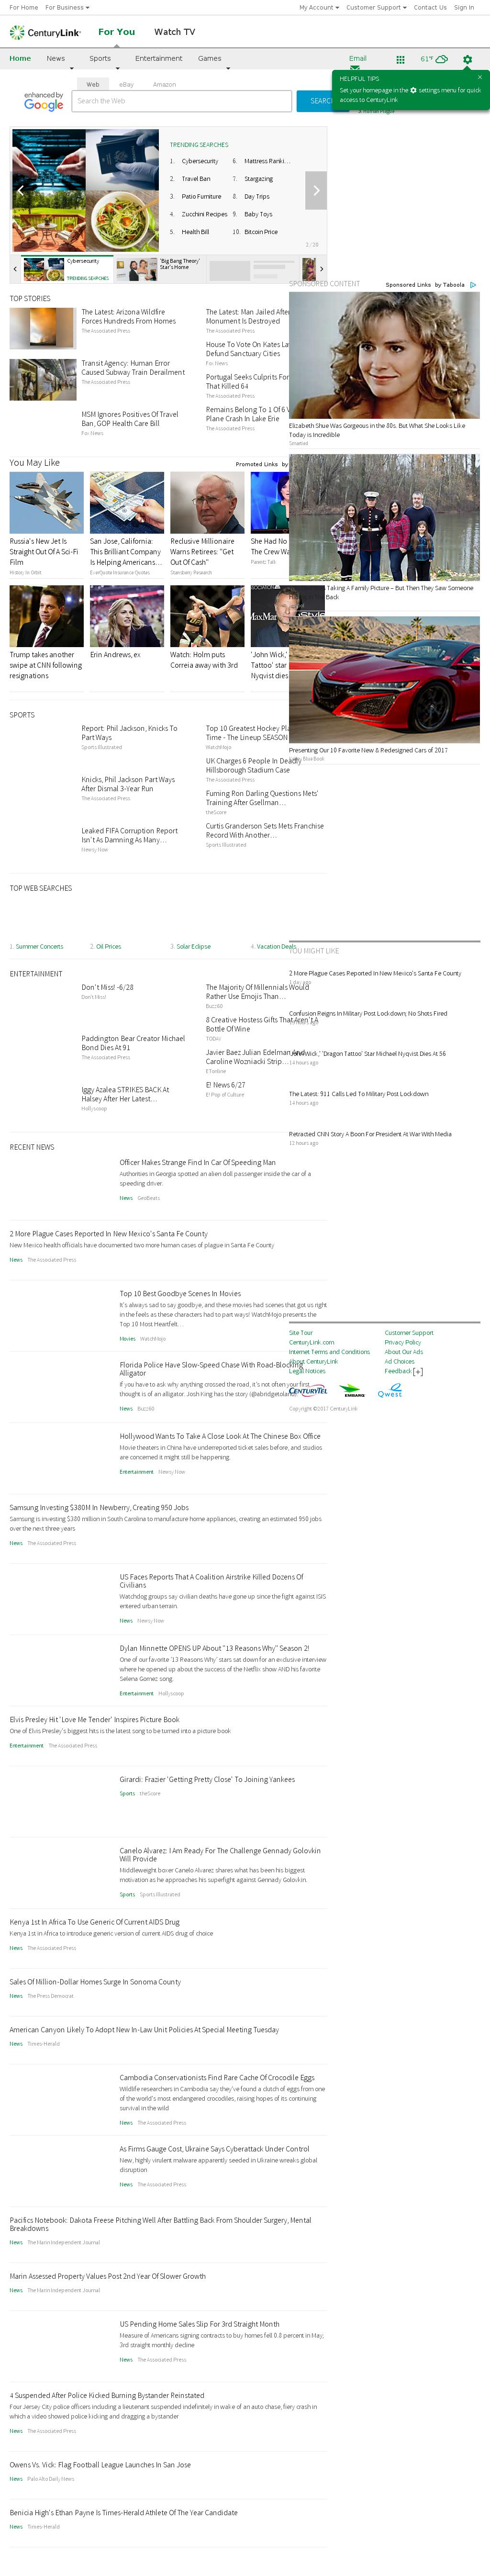 For Home For Business My Account Customer Support Contact Us Sign In
CenturyLink For You Watch TV
Home News Sports Entertainment Games Email 61°F
HELPFUL TIPS
Set your homepage in the settings menu for quick
access to CenturyLink
Web eBay Amazon
enhanced by
Google
Search the Web
SEARCH
TRENDING SEARCHES
1. Cybersecurity 6. Mattress Ranki...
2. Travel Ban 7. Stargazing
3. Patio Furniture 8. Day Trips
4. Zucchini Recipes 9. Baby Toys
5. Health Bill 10. Bitcoin Price
1/28
Cybersecurity
TRENDING SEARCHES
'Big Bang Theory'
Star's Home
SPONSORED CONTENT Sponsored Links by Taboola
TOP STORIES
The Latest: Arizona Wildfire
Forces Hundreds From Homes
The Associated Press
Transit Agency: Human Error
Caused Subway Train Derailment
The Associated Press
MSM Ignores Positives Of Travel
Ban, GOP Health Care Bill
Fox News
The Latest: Man Jailed After
Monument Is Destroyed
The Associated Press
House To Vote On Kates La
Defund Sanctuary Cities
Fox News
Portugal Seeks Culprits For
That Killed 64
The Associated Press
Remains Belong To 1 Of 6 V
Plane Crash In Lake Erie
The Associated Press
Elizabeth Shue Was Gorgeous in the 80s. But What She Looks Like
Today is Incredible
Smarted
You May Like
Promoted Links by
Russia's New Jet Is
Straight Out Of A Sci-Fi
Film
San Jose, California:
This Brilliant Company
Is Helping Americans...
EverQuote Insurance Quotes
Reclusive Millionaire
Warns Retirees: "Get
Out Of Cash"
Stansberry Research
She Had No
The Crew Wa
Parents Talk
Taking A Family Picture – But Then They Saw Someone
Back
Trump takes another
swipe at CNN following
resignations
Erin Andrews, ex
Watch: Holm puts
Correia away with 3rd
'John Wick,'
Tattoo' star
Nyqvist dies
Presenting Our 10 Favorite New & Redesigned Cars of 2017
Kelley Blue Book
SPORTS
Report: Phil Jackson, Knicks To
Part Ways
Sports Illustrated
Knicks, Phil Jackson Part Ways
After Dismal 3-Year Run
The Associated Press
Leaked FIFA Corruption Report
Isn't As Damning As Many...
Newsy Now
Top 10 Greatest Hockey Pla
Time - The Lineup SEASON
WatchMojo
UK Charges 6 People In Deadly
Hillsborough Stadium Case
The Associated Press
Fuming Ron Darling Questions Mets'
Training After Gsellman...
theScore
Curtis Granderson Sets Mets Franchise
Record With Another...
Sports Illustrated
TOP WEB SEARCHES
1. Summer Concerts 2. Oil Prices 3. Solar Eclipse 4. Vacation Deals
ENTERTAINMENT
Don't Miss! -6/28
Don't Miss!
Paddington Bear Creator Michael
Bond Dies At 91
The Associated Press
Iggy Azalea STRIKES BACK At
Halsey After Her Latest...
Hollyscoop
The Majority Of Millennials Would
Rather Use Emojis Than...
Buzz60
8 Creative Hostess Gifts That Aren't A
Bottle Of Wine
TODAY
Javier Baez Julian Edelman And
Caroline Wozniacki Strip...
ETonline
E! News 6/27
E! Pop of Culture
YOU MIGHT LIKE
2 More Plague Cases Reported In New Mexico's Santa Fe County
Confusion Reigns In Military Post Lockdown; No Shots Fired
'John Wick,' 'Dragon Tattoo' Star Michael Nyqvist Dies At 56
14 hours ago
The Latest: 911 Calls Led To Military Post Lockdown
14 hours ago
Retracted CNN Story A Boon For President At War With Media
12 hours ago
RECENT NEWS
Officer Makes Strange Find In Car Of Speeding Man
Authorities in Georgia spotted an alien doll passenger inside the car of a
speeding driver.
News GeoBeats
2 More Plague Cases Reported In New Mexico's Santa Fe County
New Mexico health officials have documented two more human cases of plague in Santa Fe County
News The Associated Press
Top 10 Best Goodbye Scenes In Movies
It's always sad to say goodbye, and these movies had scenes that got us right
in the feels as these characters had to part ways! WatchMojo presents the
Top 10 Most Heartfelt...
Movies WatchMojo
Florida Police Have Slow-Speed Chase With Road-Blocking
Alligator
If you have to ask why anything crossed the road, it's not often your first
thought is of an alligator. Josh King has the story (@abridgetoland).
News Buzz60
Hollywood Wants To Take A Close Look At The Chinese Box Office
Movie theaters in China have underreported ticket sales before, and studios
are concerned it might still be happening.
Entertainment Newsy Now
Samsung Investing $380M In Newberry, Creating 950 Jobs
Samsung is investing $380 million in South Carolina to manufacture home appliances, creating an estimated 950 jobs
over the next three years
News The Associated Press
US Faces Reports That A Coalition Airstrike Killed Dozens Of
Civilians
Watchdog groups say civilian deaths have gone up since the fight against ISIS
entered urban terrain.
News Newsy Now
Dylan Minnette OPENS UP About "13 Reasons Why" Season 2!
One of our favorite '13 Reasons Why' stars sat down for an exclusive interview
where he opened up about the success of the Netflix show AND his favorite
Selena Gomez song.
Entertainment Hollyscoop
Elvis Presley Hit 'Love Me Tender' Inspires Picture Book
One of Elvis Presley's biggest hits is the latest song to be turned into a picture book
Entertainment The Associated Press
Girardi: Frazier 'Getting Pretty Close' To Joining Yankees
Sports theScore
Canelo Alvarez: I Am Ready For The Challenge Gennady Golovkin
Will Provide
Middleweight boxer Canelo Alvarez shares what has been his biggest
motivation as he approaches his superfight against Gennady Golovkin.
Sports Sports Illustrated
Kenya 1st In Africa To Use Generic Of Current AIDS Drug
Kenya 1st in Africa to introduce generic version of current AIDS drug of choice
News The Associated Press
Sales Of Million-Dollar Homes Surge In Sonoma County
News The Press Democrat
American Canyon Likely To Adopt New In-Law Unit Policies At Special Meeting Tuesday
News Times-Herald
Cambodia Conservationists Find Rare Cache Of Crocodile Eggs
Wildlife researchers in Cambodia say they've found a clutch of eggs from one
of the world's most endangered crocodiles, raising hopes of its continuing
survival in the wild
News The Associated Press
As Firms Gauge Cost, Ukraine Says Cyberattack Under Control
New, highly virulent malware apparently seeded in Ukraine wreaks global
disruption
News The Associated Press
Pacifics Notebook: Dakota Freese Pitching Well After Battling Back From Shoulder Surgery, Mental
Breakdowns
News The Marin Independent Journal
Marin Assessed Property Values Post 2nd Year Of Slower Growth
News The Marin Independent Journal
US Pending Home Sales Slip For 3rd Straight Month
Measure of Americans signing contracts to buy homes fell 0.8 percent in May;
3rd straight monthly decline
News The Associated Press
4 Suspended After Police Kicked Burning Bystander Reinstated
Four Jersey City police officers including a lieutenant suspended indefinitely in wake of an auto chase, fiery crash in
which a video showed police kicking and dragging a bystander
News The Associated Press
Owens Vs. Vick: Flag Football League Launches In San Jose
News Palo Alto Daily News
Benicia High's Ethan Payne Is Times-Herald Athlete Of The Year Candidate
News Times-Herald
Site Tour Customer Support
CenturyLink.com Privacy Policy
Internet Terms and Conditions About Our Ads
About CenturyLink Ad Choices
Legal Notices Feedback [+]
CenturyTel EMBARQ Qwest
Copyright ©2017 CenturyLink